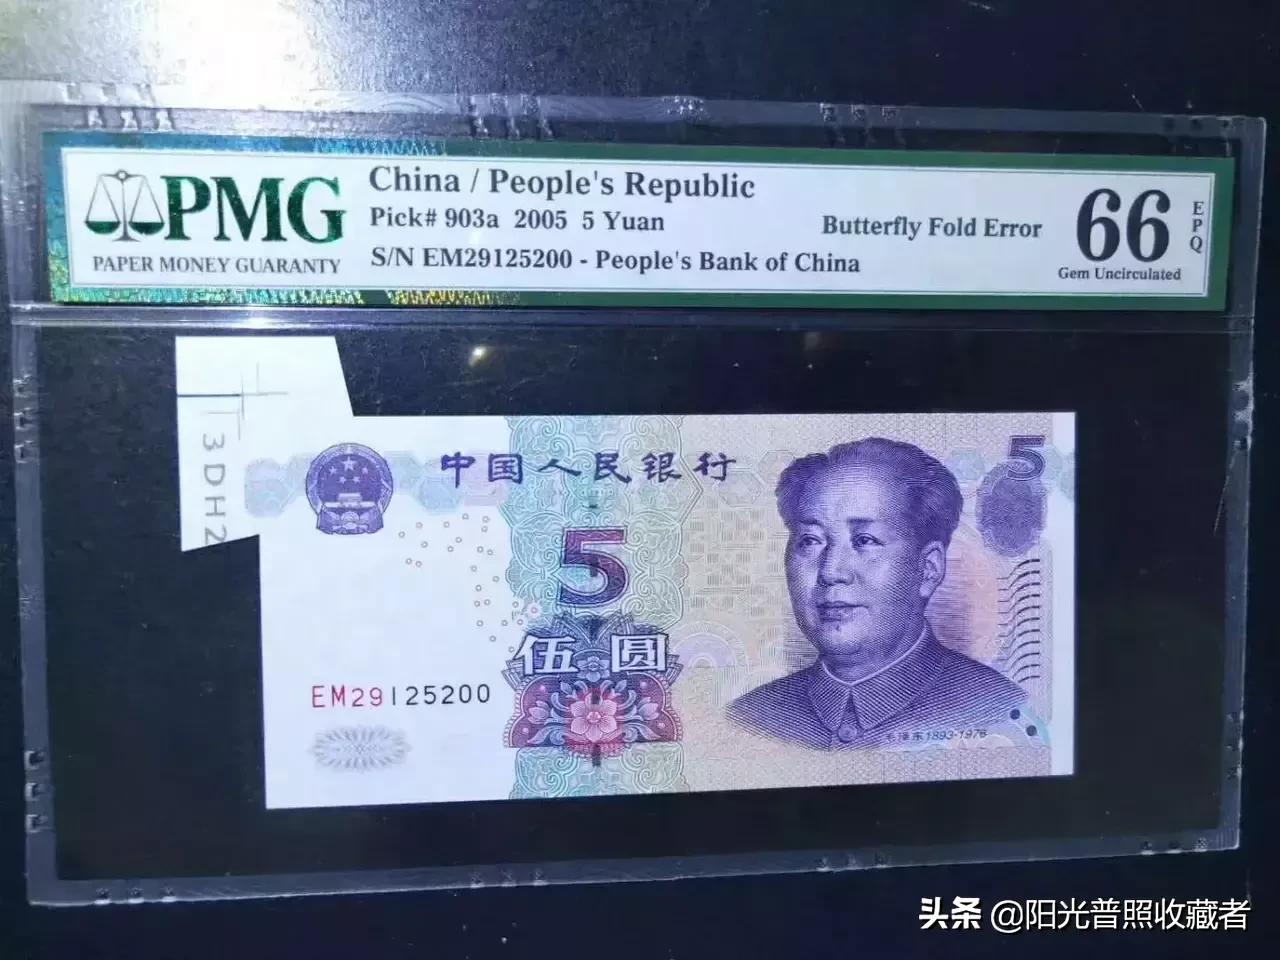 PMG
PAPER MONEY GUARANTY
China / People's Republic
Pick# 903a 2005 5 Yuan
Butterfly Fold Error
S/N EM29125200 - People's Bank of China
66
EPQ
Gem Uncirculated
3DH2
中国人民银行
5
5
伍圆
EM29125200
毛泽东1893-1976
头条 @阳光普照收藏者